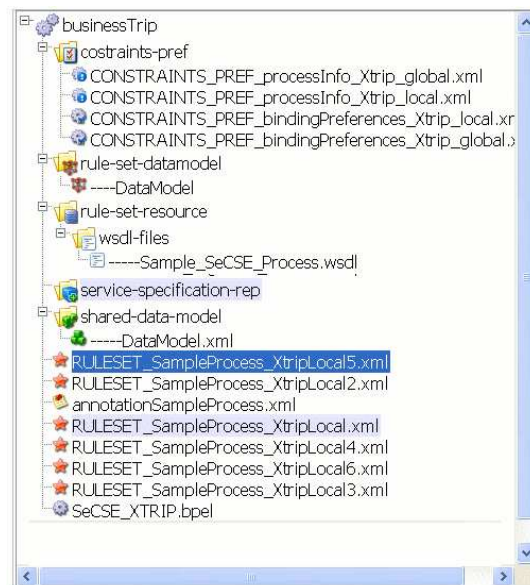 businessTrip
costraints-pref
CONSTRAINTS_PREF_processInfo_Xtrip_global.xml
CONSTRAINTS_PREF_processInfo_Xtrip_local.xml
CONSTRAINTS_PREF_bindingPreferences_Xtrip_local.xr
CONSTRAINTS_PREF_bindingPreferences_Xtrip_global.x
rule-set-datamodel
----DataModel
rule-set-resource
wsdl-files
-----Sample_SeCSE_Process.wsdl
service-specification-rep
shared-data-model
-----DataModel.xml
RULESET_SampleProcess_XtripLocal5.xml
RULESET_SampleProcess_XtripLocal2.xml
annotationSampleProcess.xml
RULESET_SampleProcess_XtripLocal.xml
RULESET_SampleProcess_XtripLocal4.xml
RULESET_SampleProcess_XtripLocal6.xml
RULESET_SampleProcess_XtripLocal3.xml
SeCSE_XTRIP.bpel